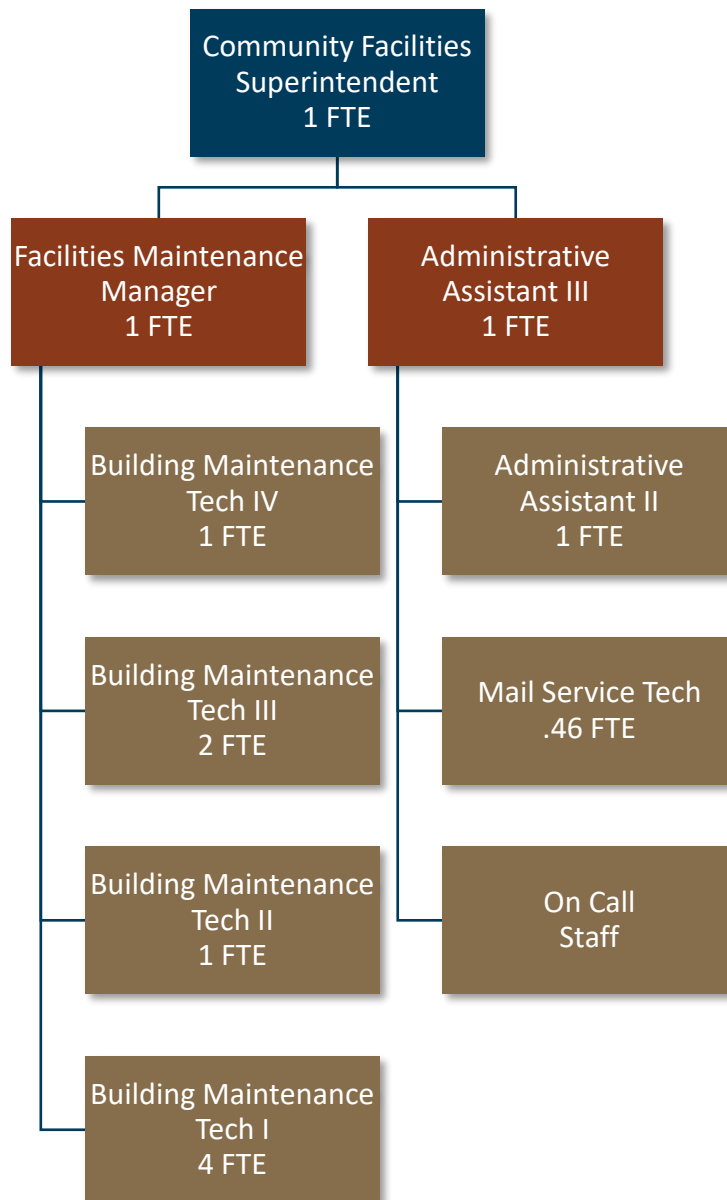 Community Facilities
Superintendent
1 FTE
Facilities Maintenance
Manager
1 FTE
Administrative
Assistant III
1 FTE
Building Maintenance
Tech IV
1 FTE
Administrative
Assistant II
1 FTE
Building Maintenance
Tech III
2 FTE
Mail Service Tech
.46 FTE
Building Maintenance
Tech II
1 FTE
On Call
Staff
Building Maintenance
Tech I
4 FTE